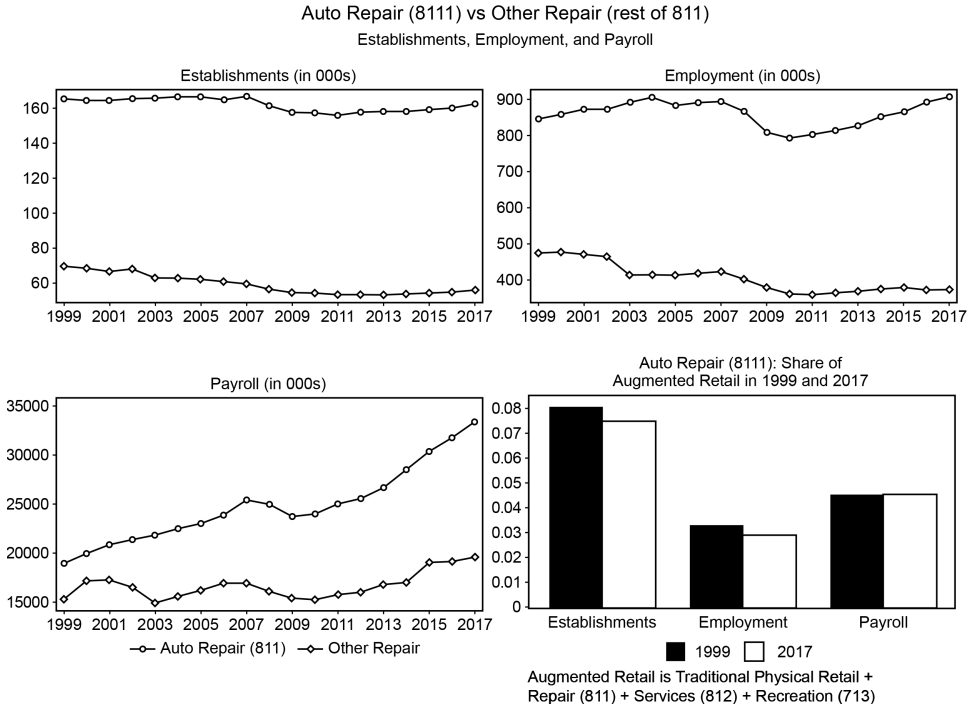 Auto Repair (8111) vs Other Repair (rest of 811)
Establishments, Employment, and Payroll
Establishments (in 000s)
160
140
120
100
80
60
1999 2001 2003 2005 2007 2009 2011 2013 2015 2017
Employment (in 000s)
900
800
700
600
500
400
1999 2001 2003 2005 2007 2009 2011 2013 2015 2017
Payroll (in 000s)
35000
30000
25000
20000
15000
1999 2001 2003 2005 2007 2009 2011 2013 2015 2017
Auto Repair (811) Other Repair
Auto Repair (8111): Share of
Augmented Retail in 1999 and 2017
0.08
0.07
0.06
0.05
0.04
0.03
0.02
0.01
0
Establishments Employment Payroll
1999 2017
Augmented Retail is Traditional Physical Retail +
Repair (811) + Services (812) + Recreation (713)